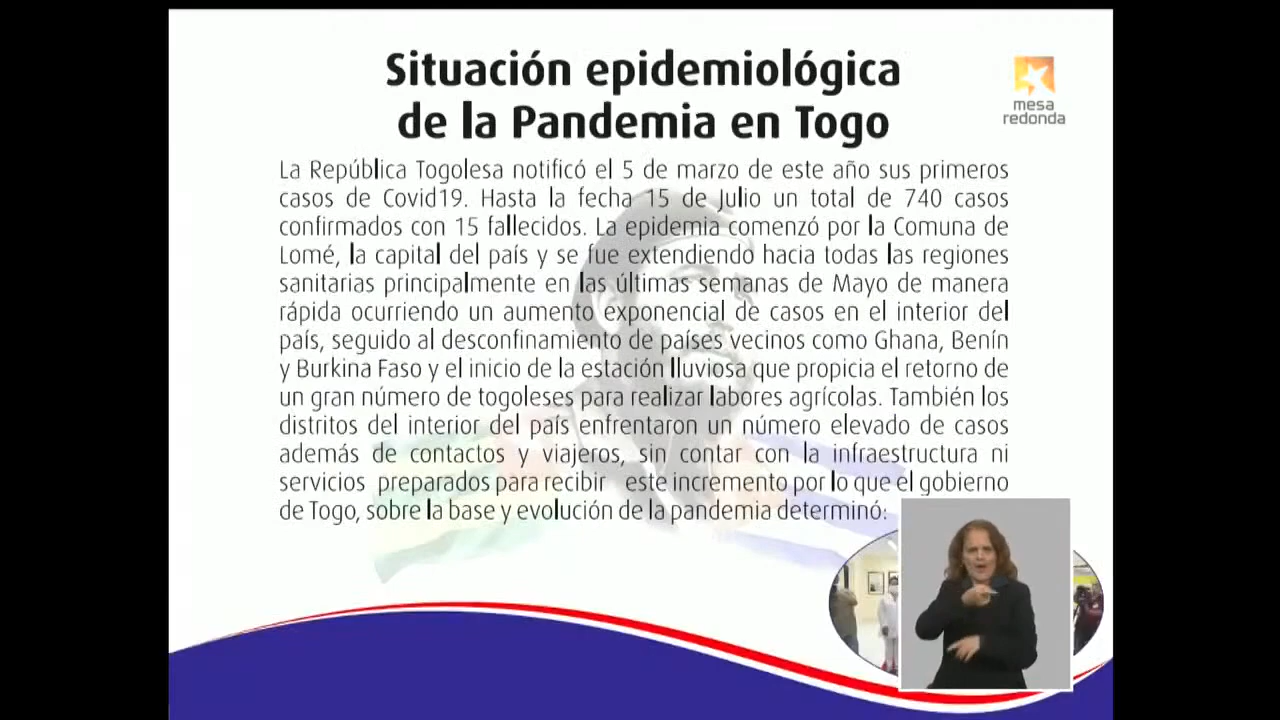 Situación epidemiológica
de la Pandemia en Togo
mesa
redonda
La República Togolesa notificó el 5 de marzo de este año sus primeros
casos de Covid19. Hasta la fecha 15 de Julio un total de 740 casos
confirmados con 15 fallecidos. La epidemia comenzó por la Comuna de
Lomé, la capital del país y se fue extendiendo hacia todas las regiones
sanitarias principalmente en las últimas semanas de Mayo de manera
rápida ocurriendo un aumento exponencial de casos en el interior del
país, seguido al desconfinamiento de países vecinos como Ghana, Benín
y Burkina Faso y el inicio de la estación lluviosa que propicia el retorno de
un gran número de togoleses para realizar labores agrícolas. También los
distritos del interior del país enfrentaron un número elevado de casos
además de contactos y viajeros, sin contar con la infraestructura ni
servicios preparados para recibir este incremento por lo que el gobierno
de Togo, sobre la base y evolución de la pandemia determinó: